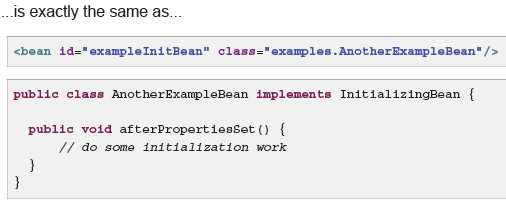 ...is exactly the same as...
<bean id="exampleInitBean" class="examples.AnotherExampleBean"/>
public class AnotherExampleBean implements InitializingBean {
public void afterPropertiesSet() {
// do some initialization work
}
}